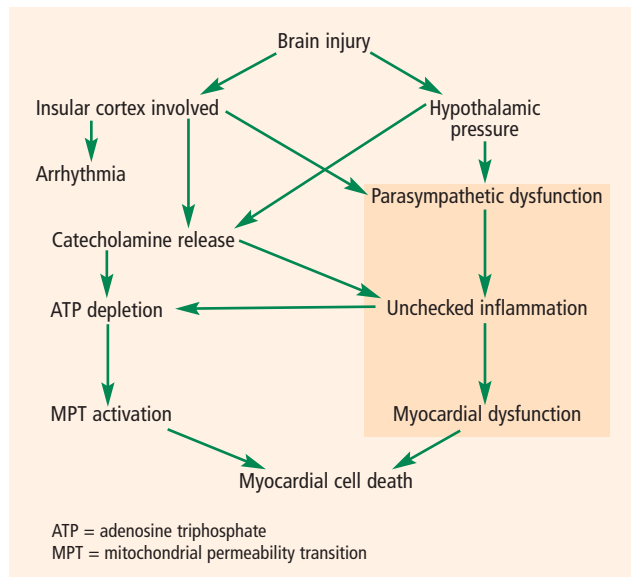 Brain injury
Insular cortex involved
Hypothalamic
pressure
Arrhythmia
Parasympathetic dysfunction
Catecholamine release
ATP depletion
Unchecked inflammation
MPT activation
Myocardial dysfunction
Myocardial cell death
ATP = adenosine triphosphate
MPT = mitochondrial permeability transition